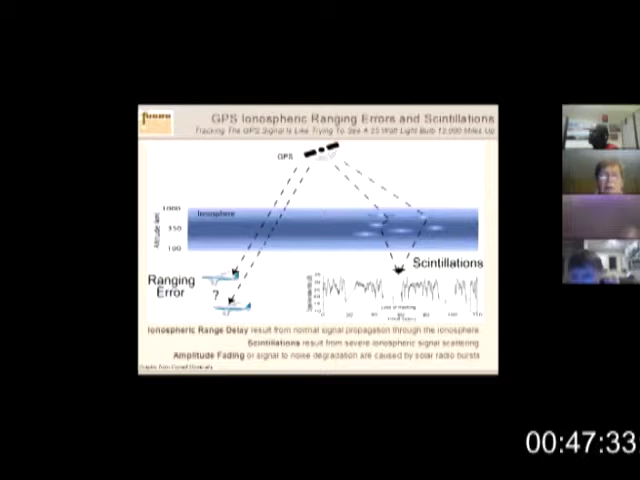 GPS Ionospheric Ranging Errors and Scintillations
Tracking The GPS Signal Is Like Trying To See A 25 Watt Light Bulb 12,000 Miles Up
GPS
1000
Ionosphere
350
100
Altitude km
Scintillations
Ranging
Error
?
Ionospheric Range Delay result from normal signal propagation through the ionosphere
Scintillations result from severe ionospheric signal scattering
Amplitude Fading or signal to noise degradation are caused by solar radio bursts
00:47:33